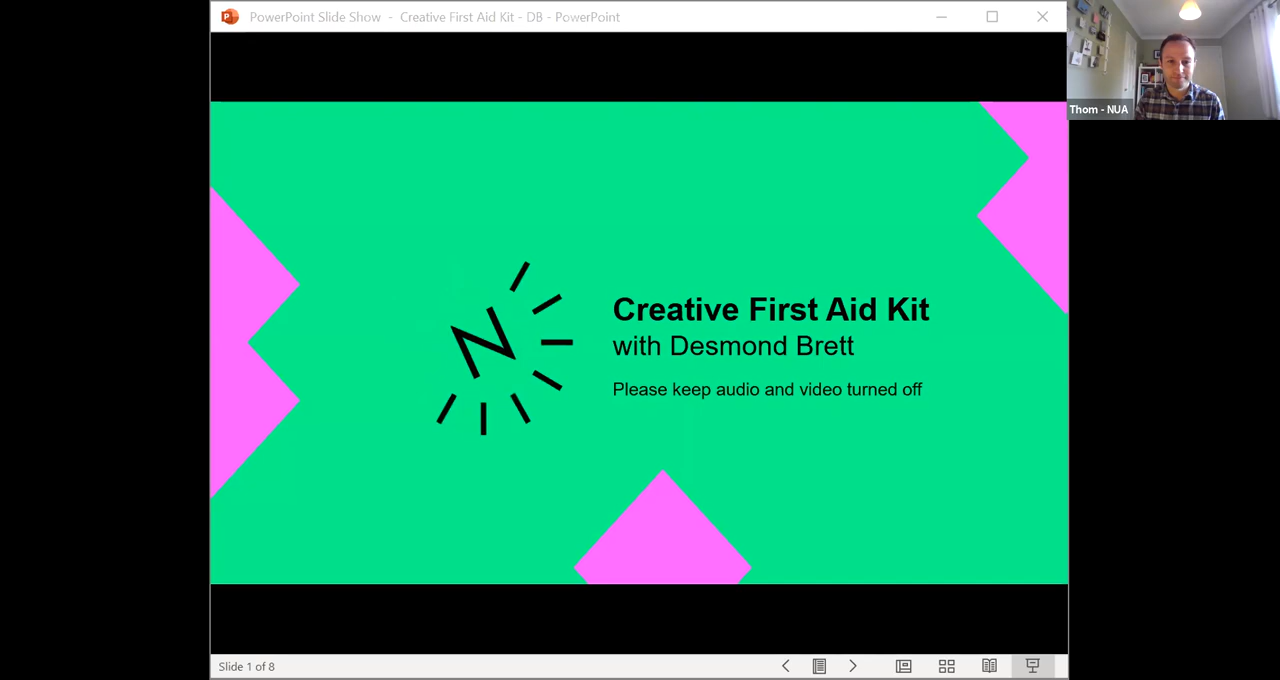 PowerPoint Slide Show - Creative First Aid Kit - DB - PowerPoint
Thom - NUA
N
Creative First Aid Kit
with Desmond Brett
Please keep audio and video turned off
Slide 1 of 8